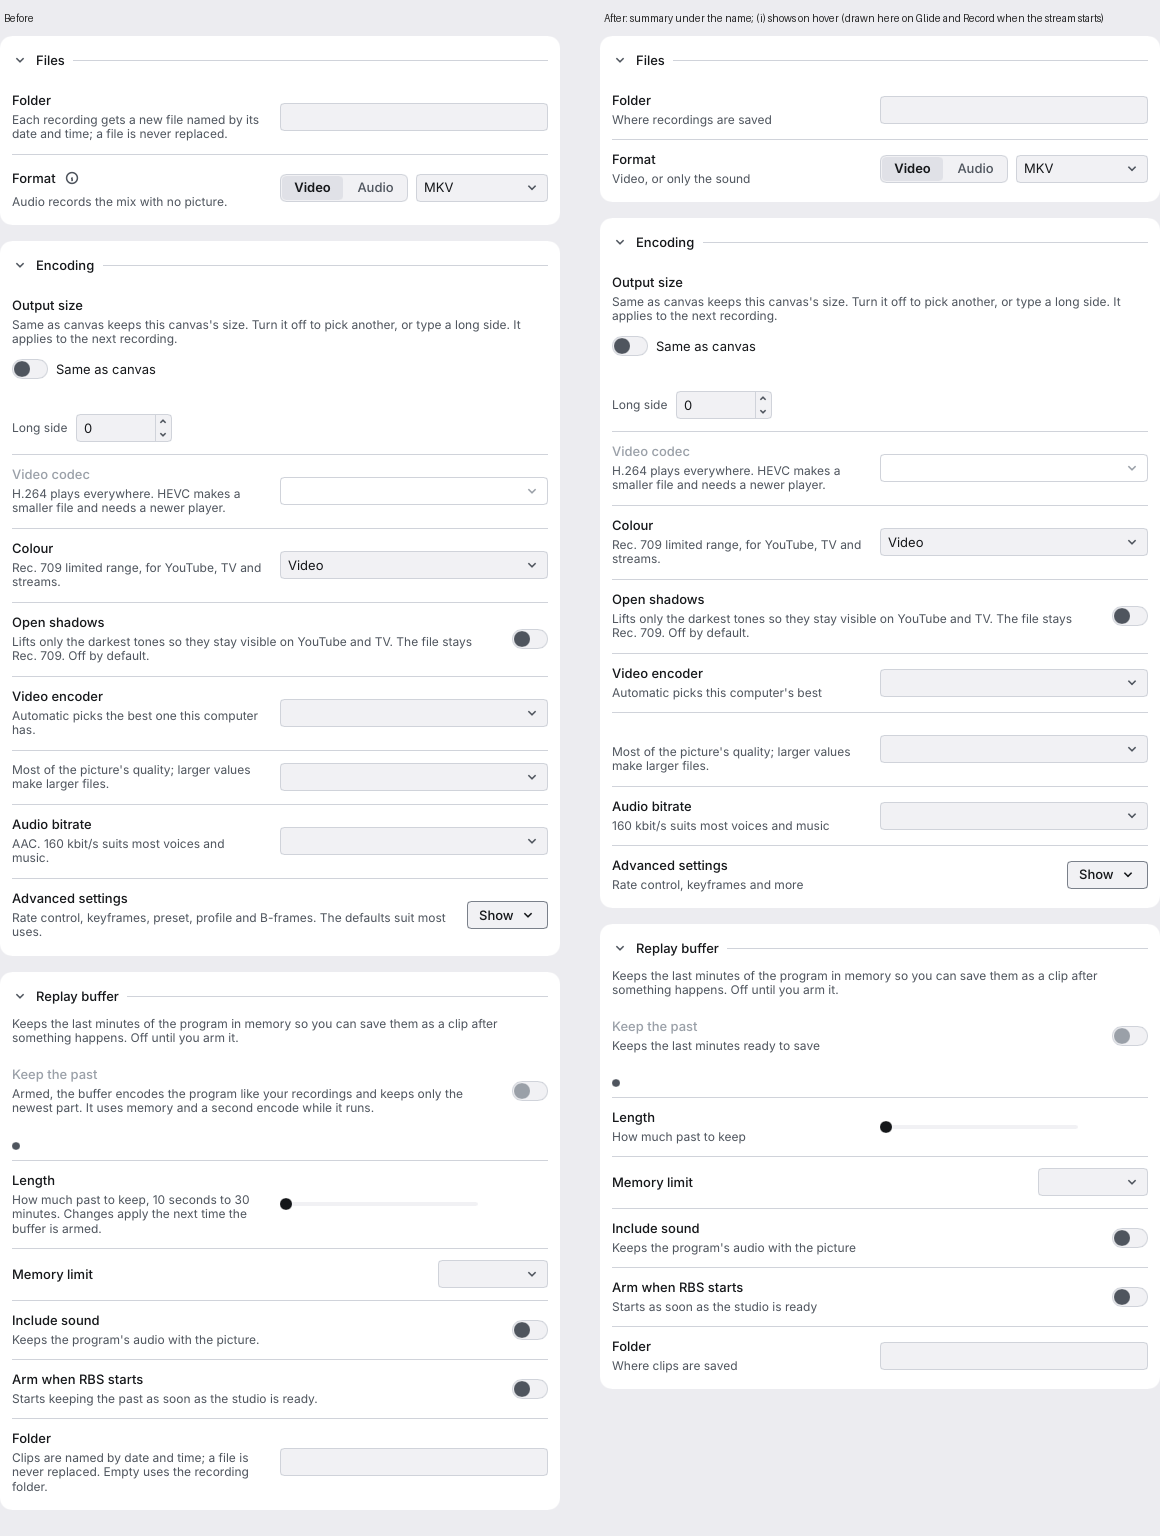 Before
Files
Folder
Each recording gets a new file named by its
date and time; a file is never replaced.
Format
Video
Audio
MKV
Audio records the mix with no picture.
Encoding
Output size
Same as canvas keeps this canvas's size. Turn it off to pick another, or type a long side. It
applies to the next recording.
Same as canvas
Long side
0
Video codec
H.264 plays everywhere. HEVC makes a
smaller file and needs a newer player.
Colour
Rec. 709 limited range, for YouTube, TV and
streams.
Video
Open shadows
Lifts only the darkest tones so they stay visible on YouTube and TV. The file stays
Rec. 709. Off by default.
Video encoder
Automatic picks the best one this computer
has.
Most of the picture's quality; larger values
make larger files.
Audio bitrate
AAC. 160 kbit/s suits most voices and
music.
Advanced settings
Rate control, keyframes, preset, profile and B-frames. The defaults suit most
uses.
Show
Replay buffer
Keeps the last minutes of the program in memory so you can save them as a clip after
something happens. Off until you arm it.
Keep the past
Armed, the buffer encodes the program like your recordings and keeps only the
newest part. It uses memory and a second encode while it runs.
Length
How much past to keep, 10 seconds to 30
minutes. Changes apply the next time the
buffer is armed.
Memory limit
Include sound
Keeps the program's audio with the picture.
Arm when RBS starts
Starts keeping the past as soon as the studio is ready.
Folder
Clips are named by date and time; a file is
never replaced. Empty uses the recording
folder.
After: summary under the name; (i) shows on hover (drawn here on Glide and Record when the stream starts)
Files
Folder
Where recordings are saved
Format
Video, or only the sound
Video
Audio
MKV
Encoding
Output size
Same as canvas keeps this canvas's size. Turn it off to pick another, or type a long side. It
applies to the next recording.
Same as canvas
Long side
0
Video codec
H.264 plays everywhere. HEVC makes a
smaller file and needs a newer player.
Colour
Rec. 709 limited range, for YouTube, TV and
streams.
Video
Open shadows
Lifts only the darkest tones so they stay visible on YouTube and TV. The file stays
Rec. 709. Off by default.
Video encoder
Automatic picks this computer's best
Most of the picture's quality; larger values
make larger files.
Audio bitrate
160 kbit/s suits most voices and music
Advanced settings
Rate control, keyframes and more
Show
Replay buffer
Keeps the last minutes of the program in memory so you can save them as a clip after
something happens. Off until you arm it.
Keep the past
Keeps the last minutes ready to save
Length
How much past to keep
Memory limit
Include sound
Keeps the program's audio with the picture
Arm when RBS starts
Starts as soon as the studio is ready
Folder
Where clips are saved